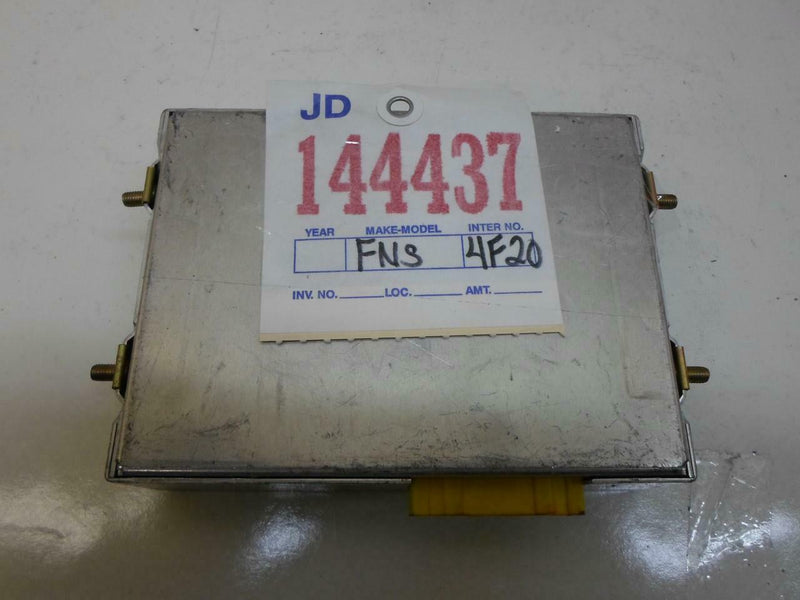 JD
144437
YEAR MAKE-MODEL INTER NO.
FNS 4F20
INV. NO. LOC. AMT.